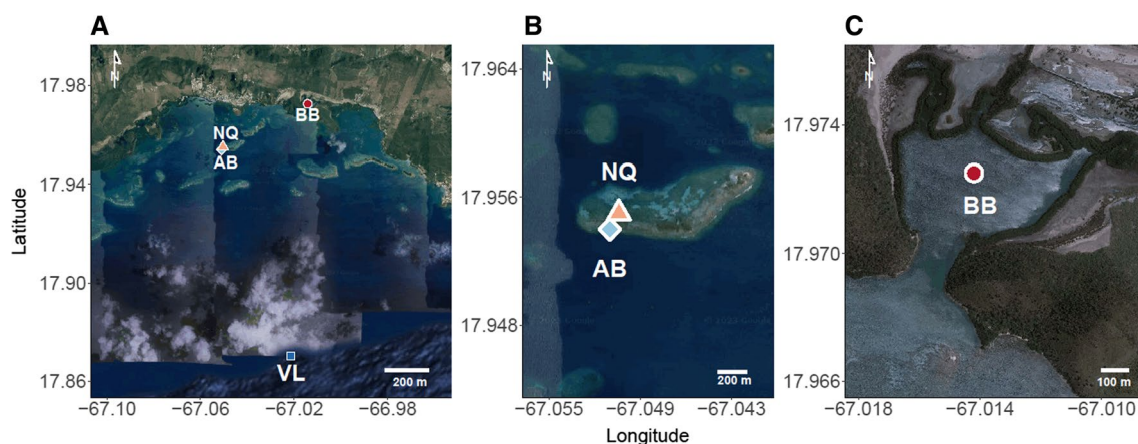 A
B
C
N
N
N
17.98
17.94
17.90
17.86
Latitude
BB
NQ
AB
VL
200 m
−67.10
−67.06
−67.02
−66.98
17.964
17.956
17.948
NQ
AB
200 m
−67.055
−67.049
−67.043
17.974
17.970
17.966
BB
100 m
−67.018
−67.014
−67.010
Longitude